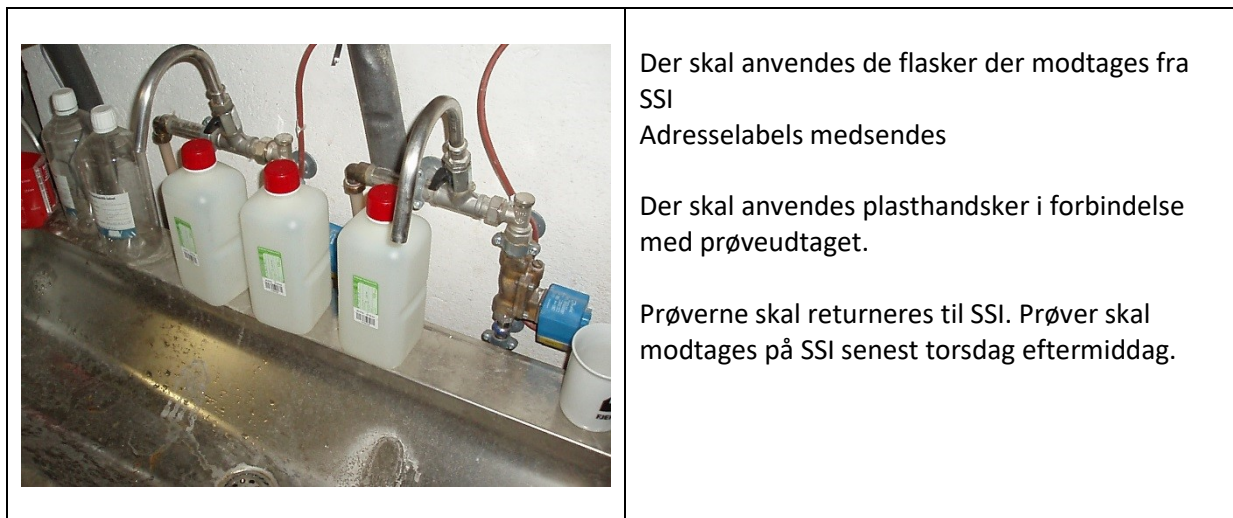 Der skal anvendes de flasker der modtages fra
SSI
Adresselabels medsendes
Der skal anvendes plasthandsker i forbindelse
med prøveudtaget.
Prøverne skal returneres til SSI. Prøver skal
modtages på SSI senest torsdag eftermiddag.